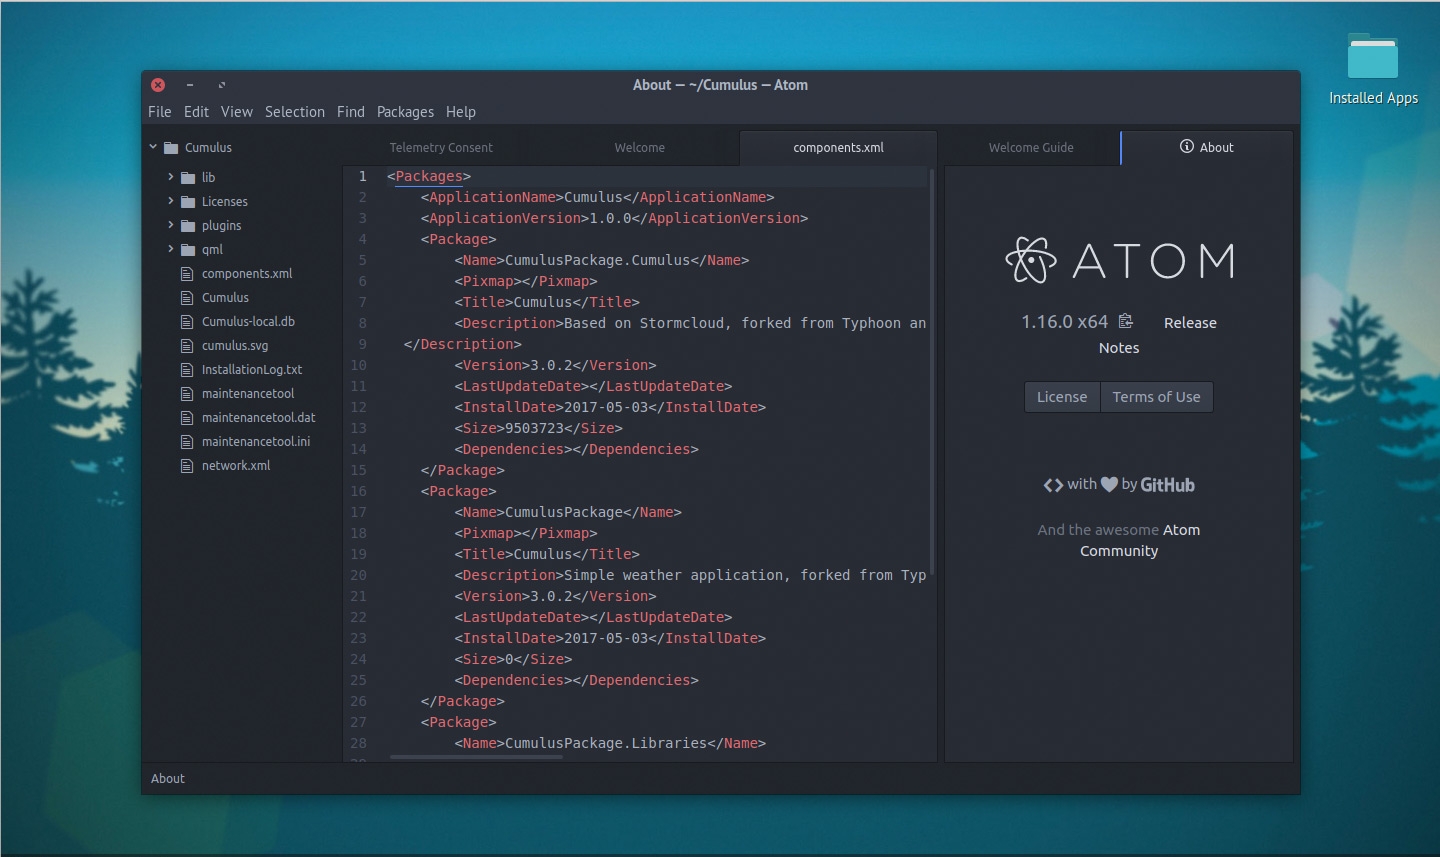 About — ~/Cumulus — Atom
File Edit View Selection Find Packages Help
Cumulus
lib
Licenses
plugins
qml
components.xml
Cumulus
Cumulus-local.db
cumulus.svg
InstallationLog.txt
maintenancetool
maintenancetool.dat
maintenancetool.ini
network.xml
Telemetry Consent Welcome components.xml
1 <Packages>
2 <ApplicationName>Cumulus</ApplicationName>
3 <ApplicationVersion>1.0.0</ApplicationVersion>
4 <Package>
5 <Name>CumulusPackage.Cumulus</Name>
6 <Pixmap></Pixmap>
7 <Title>Cumulus</Title>
8 <Description>Based on Stormcloud, forked from Typhoon an
9 </Description>
10 <Version>3.0.2</Version>
11 <LastUpdateDate></LastUpdateDate>
12 <InstallDate>2017-05-03</InstallDate>
13 <Size>9503723</Size>
14 <Dependencies></Dependencies>
15 </Package>
16 <Package>
17 <Name>CumulusPackage</Name>
18 <Pixmap></Pixmap>
19 <Title>Cumulus</Title>
20 <Description>Simple weather application, forked from Typ
21 <Version>3.0.2</Version>
22 <LastUpdateDate></LastUpdateDate>
23 <InstallDate>2017-05-03</InstallDate>
24 <Size>0</Size>
25 <Dependencies></Dependencies>
26 </Package>
27 <Package>
28 <Name>CumulusPackage.Libraries</Name>
Welcome Guide About
ATOM
1.16.0 x64 Release
Notes
License Terms of Use
<> with by GitHub
And the awesome Atom
Community
About
Installed Apps